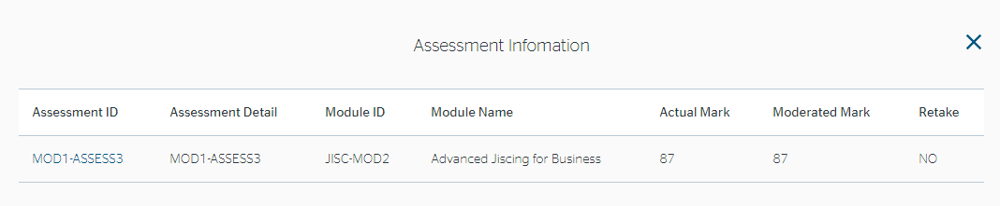 Assessment Infomation
Assessment ID Assessment Detail Module ID Module Name Actual Mark Moderated Mark Retake
MOD1-ASSESS3 MOD1-ASSESS3 JISC-MOD2 Advanced Jiscing for Business 87 87 NO